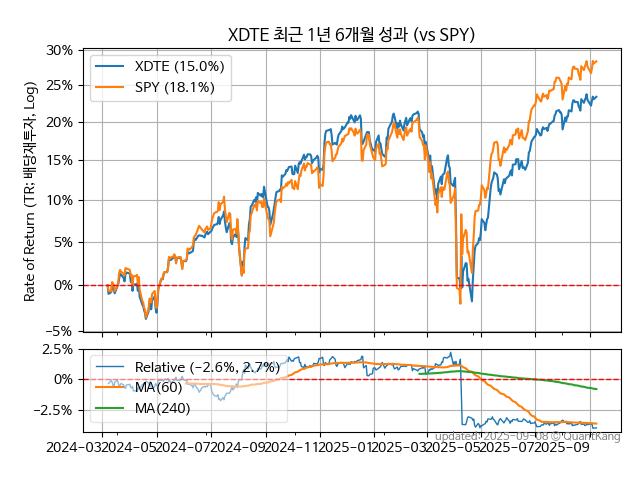 XDTE 최근 1년 6개월 성과 (vs SPY)
Rate of Return (TR: 배당재투자, Log)
30%
25%
20%
15%
10%
5%
0%
−5%
XDTE (15.0%)
SPY (18.1%)
2.5%
0%
−2.5%
Relative (−2.6%, 2.7%)
MA(60)
MA(240)
2024−03 2024−05 2024−07 2024−09 2024−11 2025−01 2025−03 2025−05 2025−07 2025−09
updated: 2025−09−08 © QuantKang